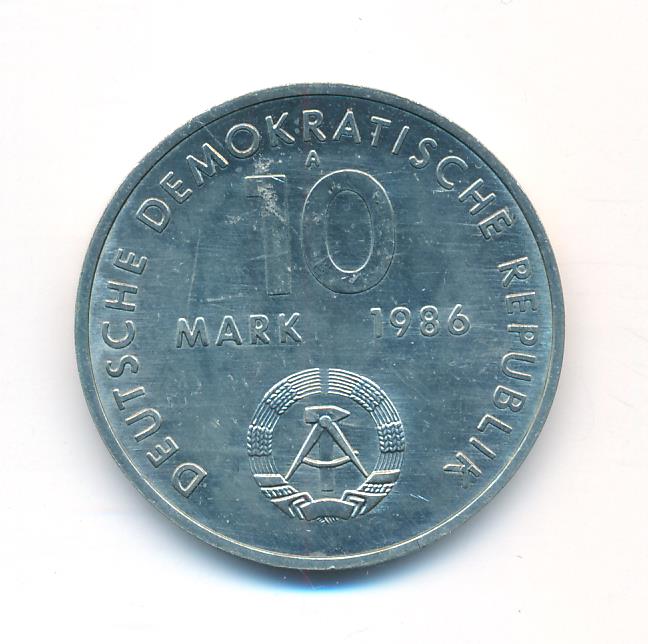 DEUTSCHE DEMOKRATISCHE REPUBLIK
A
10
MARK 1986